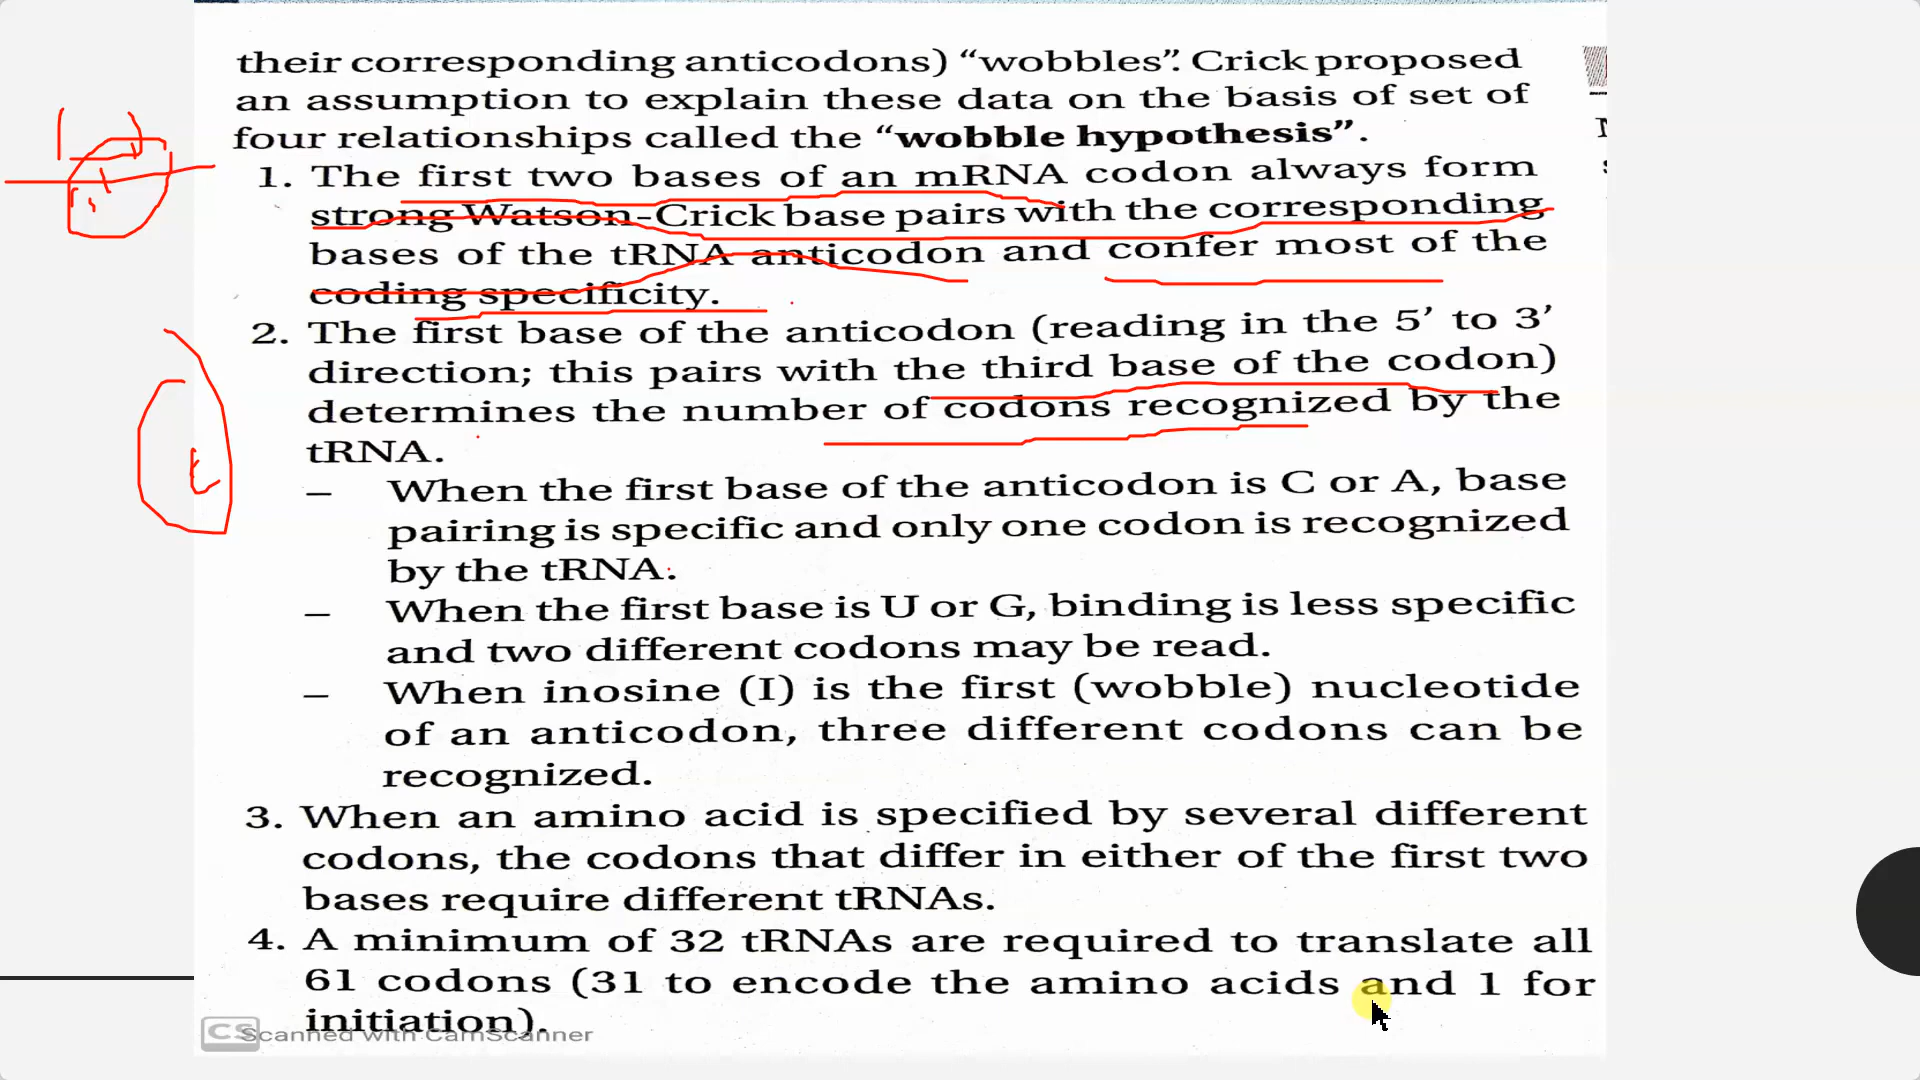 their corresponding anticodons) “wobbles”. Crick proposed
an assumption to explain these data on the basis of set of
four relationships called the “wobble hypothesis”.
1. The first two bases of an mRNA codon always form
strong Watson-Crick base pairs with the corresponding
bases of the tRNA anticodon and confer most of the
coding specificity.
2. The first base of the anticodon (reading in the 5’ to 3’
direction; this pairs with the third base of the codon)
determines the number of codons recognized by the
tRNA.
– When the first base of the anticodon is C or A, base
pairing is specific and only one codon is recognized
by the tRNA.
– When the first base is U or G, binding is less specific
and two different codons may be read.
– When inosine (I) is the first (wobble) nucleotide
of an anticodon, three different codons can be
recognized.
3. When an amino acid is specified by several different
codons, the codons that differ in either of the first two
bases require different tRNAs.
4. A minimum of 32 tRNAs are required to translate all
61 codons (31 to encode the amino acids and 1 for
initiation).
CS Scanned with CamScanner